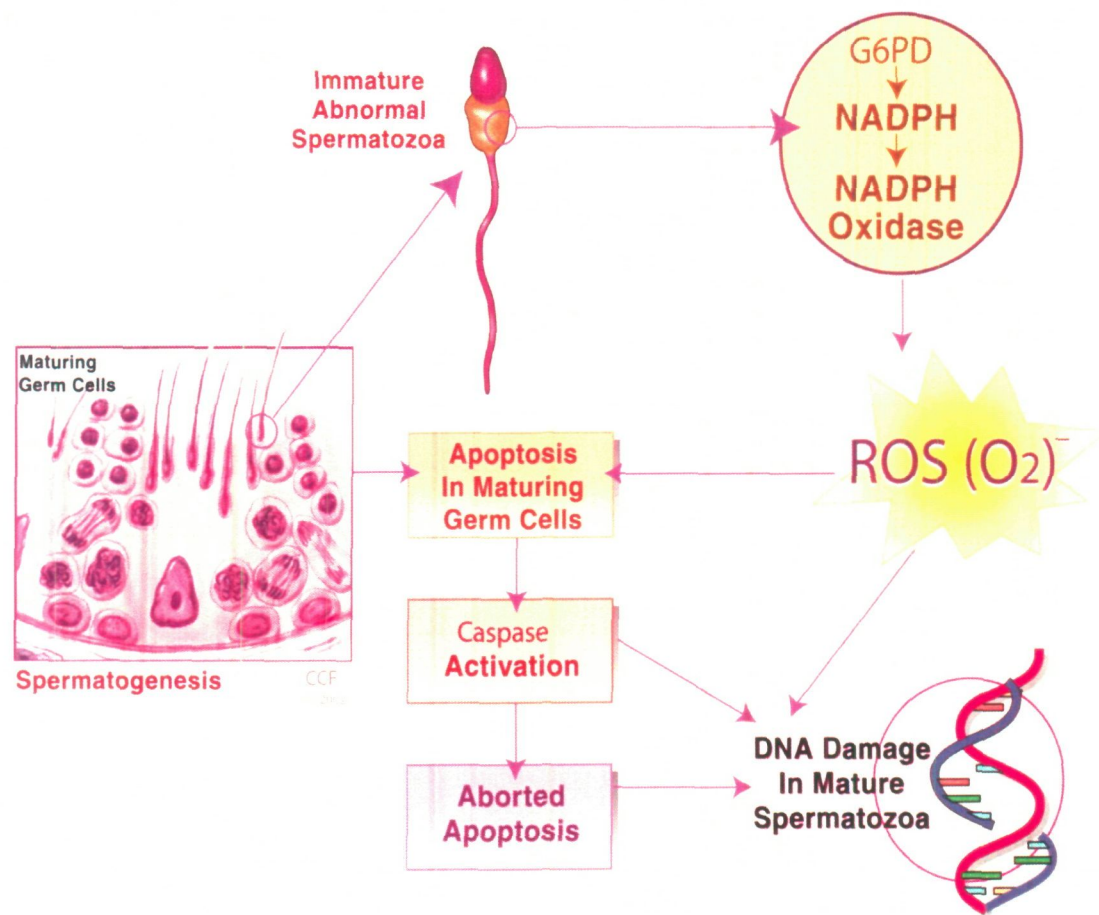 Immature
Abnormal
Spermatozoa
G6PD
NADPH
NADPH
Oxidase
Maturing
Germ Cells
Apoptosis
In Maturing
Germ Cells
ROS (O2)⁻
Caspase
Activation
Spermatogenesis
CCF
Aborted
Apoptosis
DNA Damage
In Mature
Spermatozoa